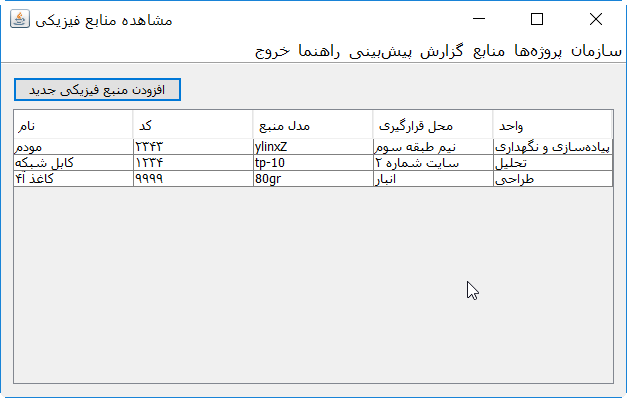 مشاهده منابع فیزیکی
سازمان پروژه‌ها منابع گزارش پیش‌بینی راهنما خروج
افزودن منبع فیزیکی جدید
نام کد مدل منبع محل قرارگیری واحد
مودم ۲۳۴۳ ylinxZ نیم طبقه سوم پیاده‌سازی و نگهداری
کابل شبکه ۱۲۳۴ tp-10 سایت شماره ۲ تحلیل
کاغذ آ۴ ۹۹۹۹ 80gr انبار طراحی